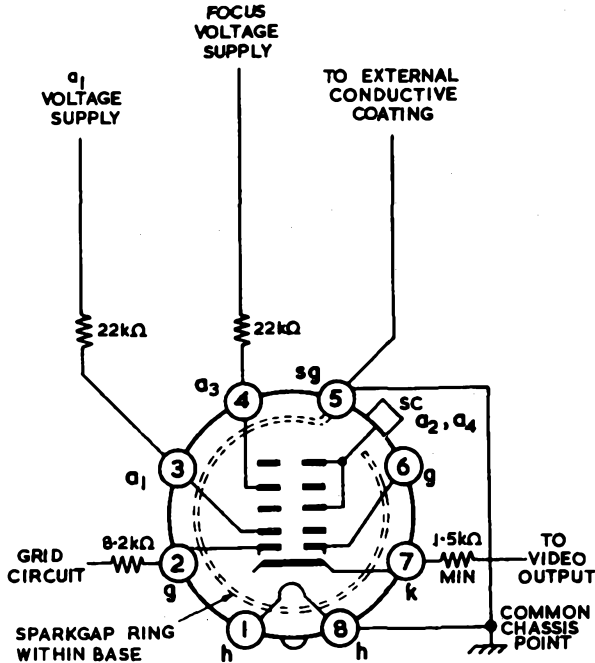 FOCUS
VOLTAGE
SUPPLY
a1
VOLTAGE
SUPPLY
TO EXTERNAL
CONDUCTIVE
COATING
22kΩ
22kΩ
a3
4
sg
5
SC
a2, a4
3
a1
6
g
GRID
CIRCUIT
8·2kΩ
2
g
7
k
1·5kΩ
MIN
TO
VIDEO
OUTPUT
SPARKGAP RING
WITHIN BASE
1
h
8
h
COMMON
CHASSIS
POINT